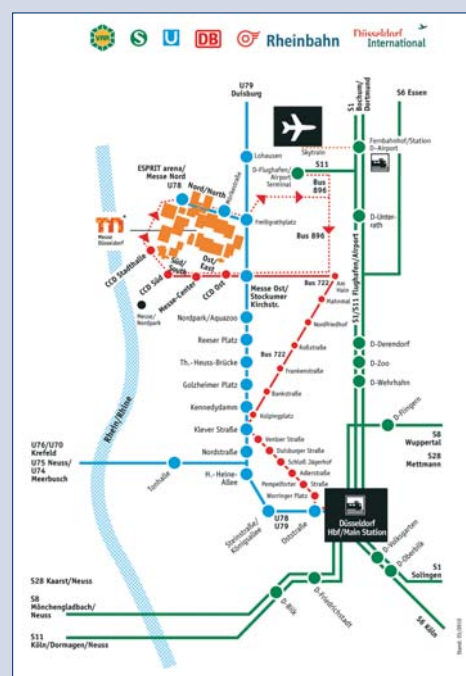 VRR
S
U
DB
Rheinbahn
Düsseldorf
International
U79
Duisburg
S1
Bochum/
Dortmund
S6 Essen
Lohausen
Skytrain
Fernbahnhof/Station
D-Airport
S11
D-Flughafen/
Airport
Terminal
ESPRIT arena/
Messe Nord
U78
Nord/North
Bus
896
Freiligrathplatz
D-Unter-
rath
Messe
Düsseldorf
Bus 896
CCD Stadthalle
Süd/
South
Ost/
East
CCD Süd
Messe-Center
CCD Ost
Messe Ost/
Stockumer
Kirchstr.
Bus 722
Am
Hain
S1/S11 Flughafen/Airport
Messe/
Nordpark
Mahnmal
Nordpark/Aquazoo
Nordfriedhof
Reeser Platz
Roßstraße
D-Derendorf
Th.-Heuss-Brücke
Bus 722
Frankenstraße
D-Zoo
Golzheimer Platz
D-Wehrhahn
Bankstraße
Kennedydamm
Kolpingplatz
D-Flingern
Rhein/Rhine
Klever Straße
Venloer Straße
S8
Wuppertal
U76/U70
Krefeld
Nordstraße
Duisburger Straße
Schloß Jägerhof
S28
Mettmann
U75 Neuss/
U74
Meerbusch
Adlerstraße
Tonhalle
H.-Heine-
Allee
Pempelforter
Straße
Worringer Platz
Düsseldorf
Hbf/Main Station
U78
U79
Steinstraße/
Königsallee
Oststraße
D-Volksgarten
D-Oberbilk
S28 Kaarst/Neuss
S1
Solingen
S8
Mönchengladbach/
Neuss
D-Bilk
D-Friedrichstadt
S6 Köln
S11
Köln/Dormagen/Neuss